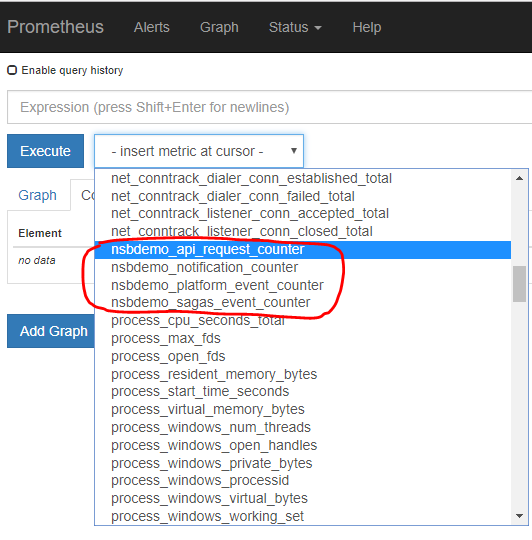 Prometheus Alerts Graph Status Help
Enable query history
Expression (press Shift+Enter for newlines)
Execute - insert metric at cursor -
net_conntrack_dialer_conn_established_total
Graph Co net_conntrack_dialer_conn_failed_total
net_conntrack_listener_conn_accepted_total
Element net_conntrack_listener_conn_closed_total
nsbdemo_api_request_counter
no data nsbdemo_notification_counter
nsbdemo_platform_event_counter
nsbdemo_sagas_event_counter
process_cpu_seconds_total
Add Graph process_max_fds
process_open_fds
process_resident_memory_bytes
process_start_time_seconds
process_virtual_memory_bytes
process_windows_num_threads
process_windows_open_handles
process_windows_private_bytes
process_windows_processid
process_windows_virtual_bytes
process_windows_working_set